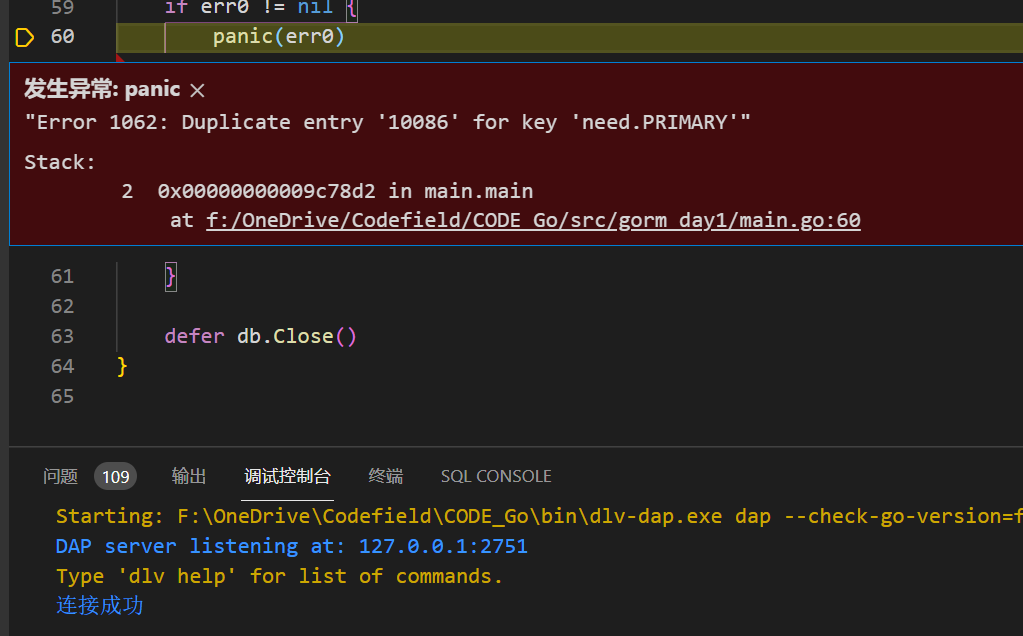 59 if err0 != nil {
60 panic(err0)
发生异常: panic ×
"Error 1062: Duplicate entry '10086' for key 'need.PRIMARY'"
Stack:
2 0x00000000009c78d2 in main.main
at f:/OneDrive/Codefield/CODE_Go/src/gorm_day1/main.go:60
61 }
62
63 defer db.Close()
64 }
65
问题 109 输出 调试控制台 终端 SQL CONSOLE
Starting: F:\OneDrive\Codefield\CODE_Go\bin\dlv-dap.exe dap --check-go-version=f
DAP server listening at: 127.0.0.1:2751
Type 'dlv help' for list of commands.
连接成功